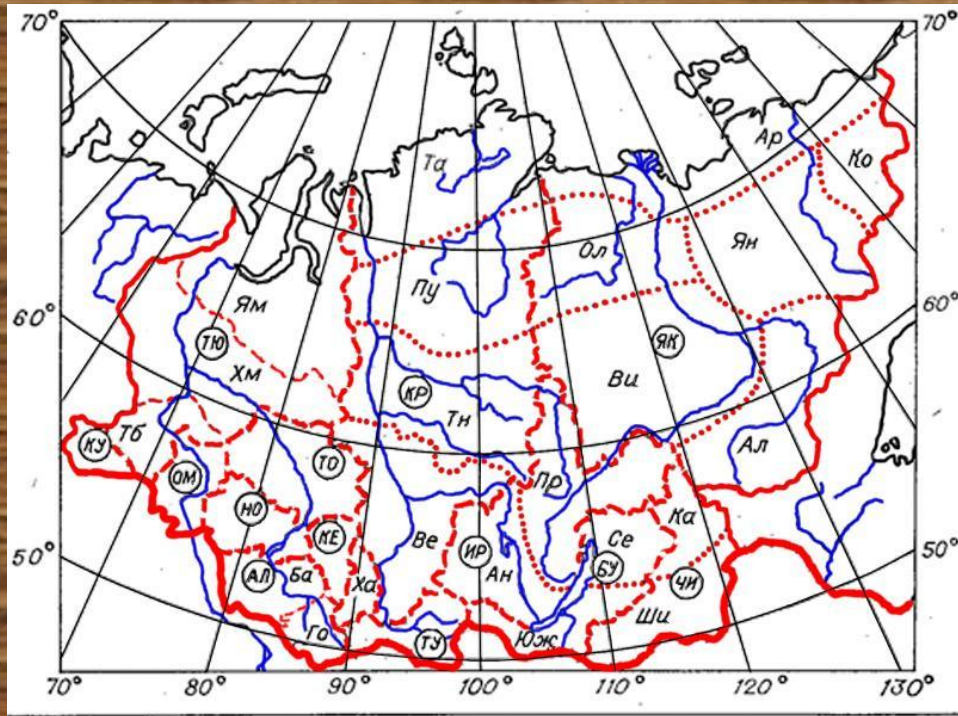 70° 70°
Ар
Ко
Та
Ол
Ян
Пу
Ям
60° 60°
ТЮ
ЯК
Хм
Ви
КР
Тн
Тб
КУ
Ал
ТО
ОМ
Пр
НО
Ка
КЕ
Ве
Се
ИР
50° 50°
БУ
АЛ
Ба
Ха
Ан
ЧИ
Ши
Го
ТУ
Юж
70° 80° 90° 100° 110° 120° 130°